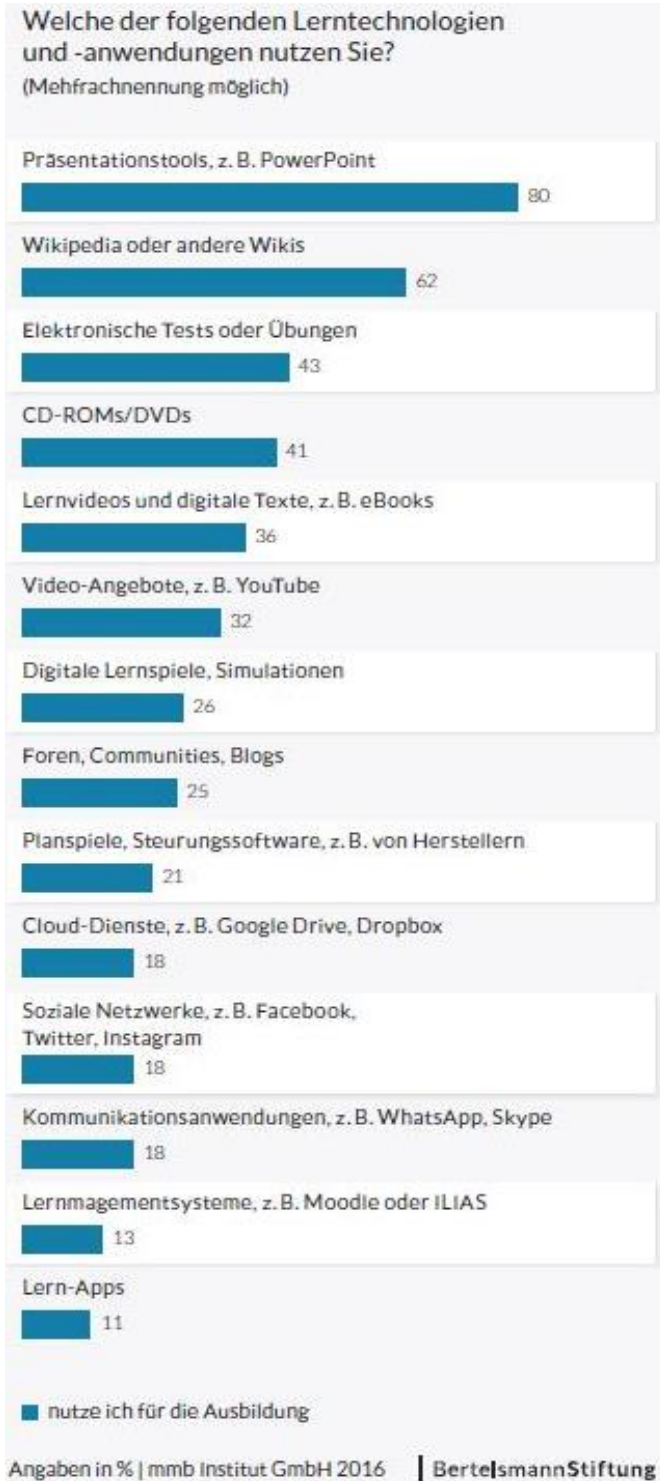 Welche der folgenden Lerntechnologien
und -anwendungen nutzen Sie?
(Mehrfrachnennung möglich)
Präsentationstools, z. B. PowerPoint
80
Wikipedia oder andere Wikis
62
Elektronische Tests oder Übungen
43
CD-ROMs/DVDs
41
Lernvideos und digitale Texte, z. B. eBooks
36
Video-Angebote, z. B. YouTube
32
Digitale Lernspiele, Simulationen
26
Foren, Communities, Blogs
25
Planspiele, Steurungssoftware, z. B. von Herstellern
21
Cloud-Dienste, z. B. Google Drive, Dropbox
18
Soziale Netzwerke, z. B. Facebook,
Twitter, Instagram
18
Kommunikationsanwendungen, z. B. WhatsApp, Skype
18
Lernmagementsysteme, z. B. Moodle oder ILIAS
13
Lern-Apps
11
nutze ich für die Ausbildung
Angaben in % | mmb Institut GmbH 2016 | BertelsmannStiftung